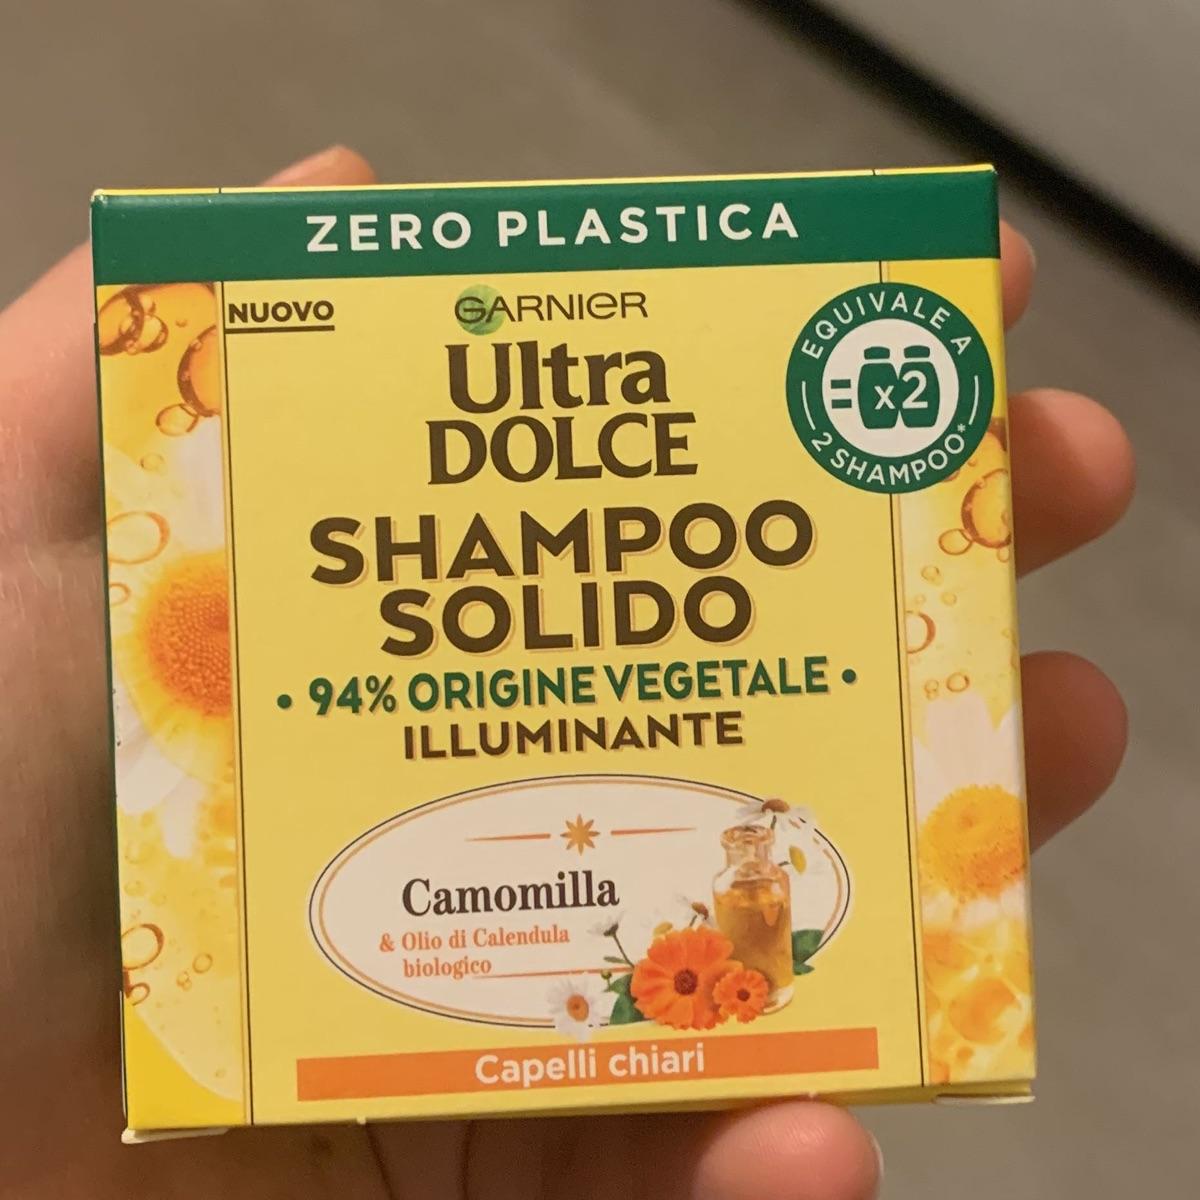 ZERO PLASTICA
NUOVO
GARNIER
Ultra
DOLCE
EQUIVALE A
= x2
2 SHAMPOO*
SHAMPOO
SOLIDO
• 94% ORIGINE VEGETALE •
ILLUMINANTE
Camomilla
& Olio di Calendula
biologico
Capelli chiari